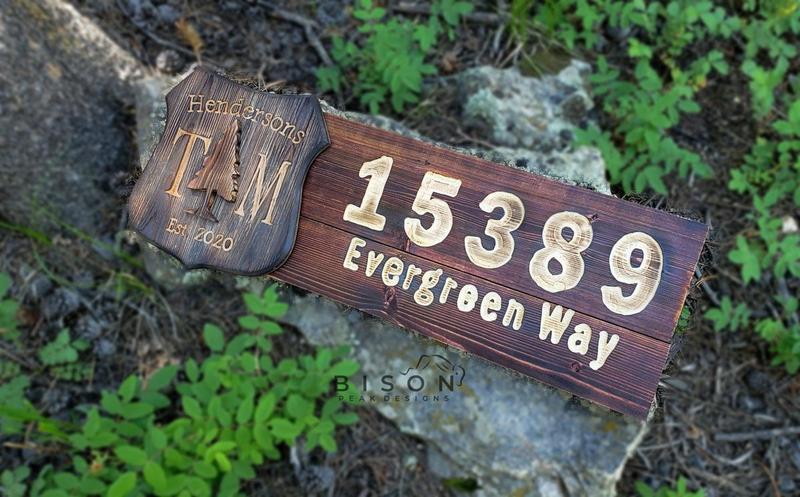 Hendersons
T M
Est 2020
15389
Evergreen Way
BISON
PEAK DESIGNS